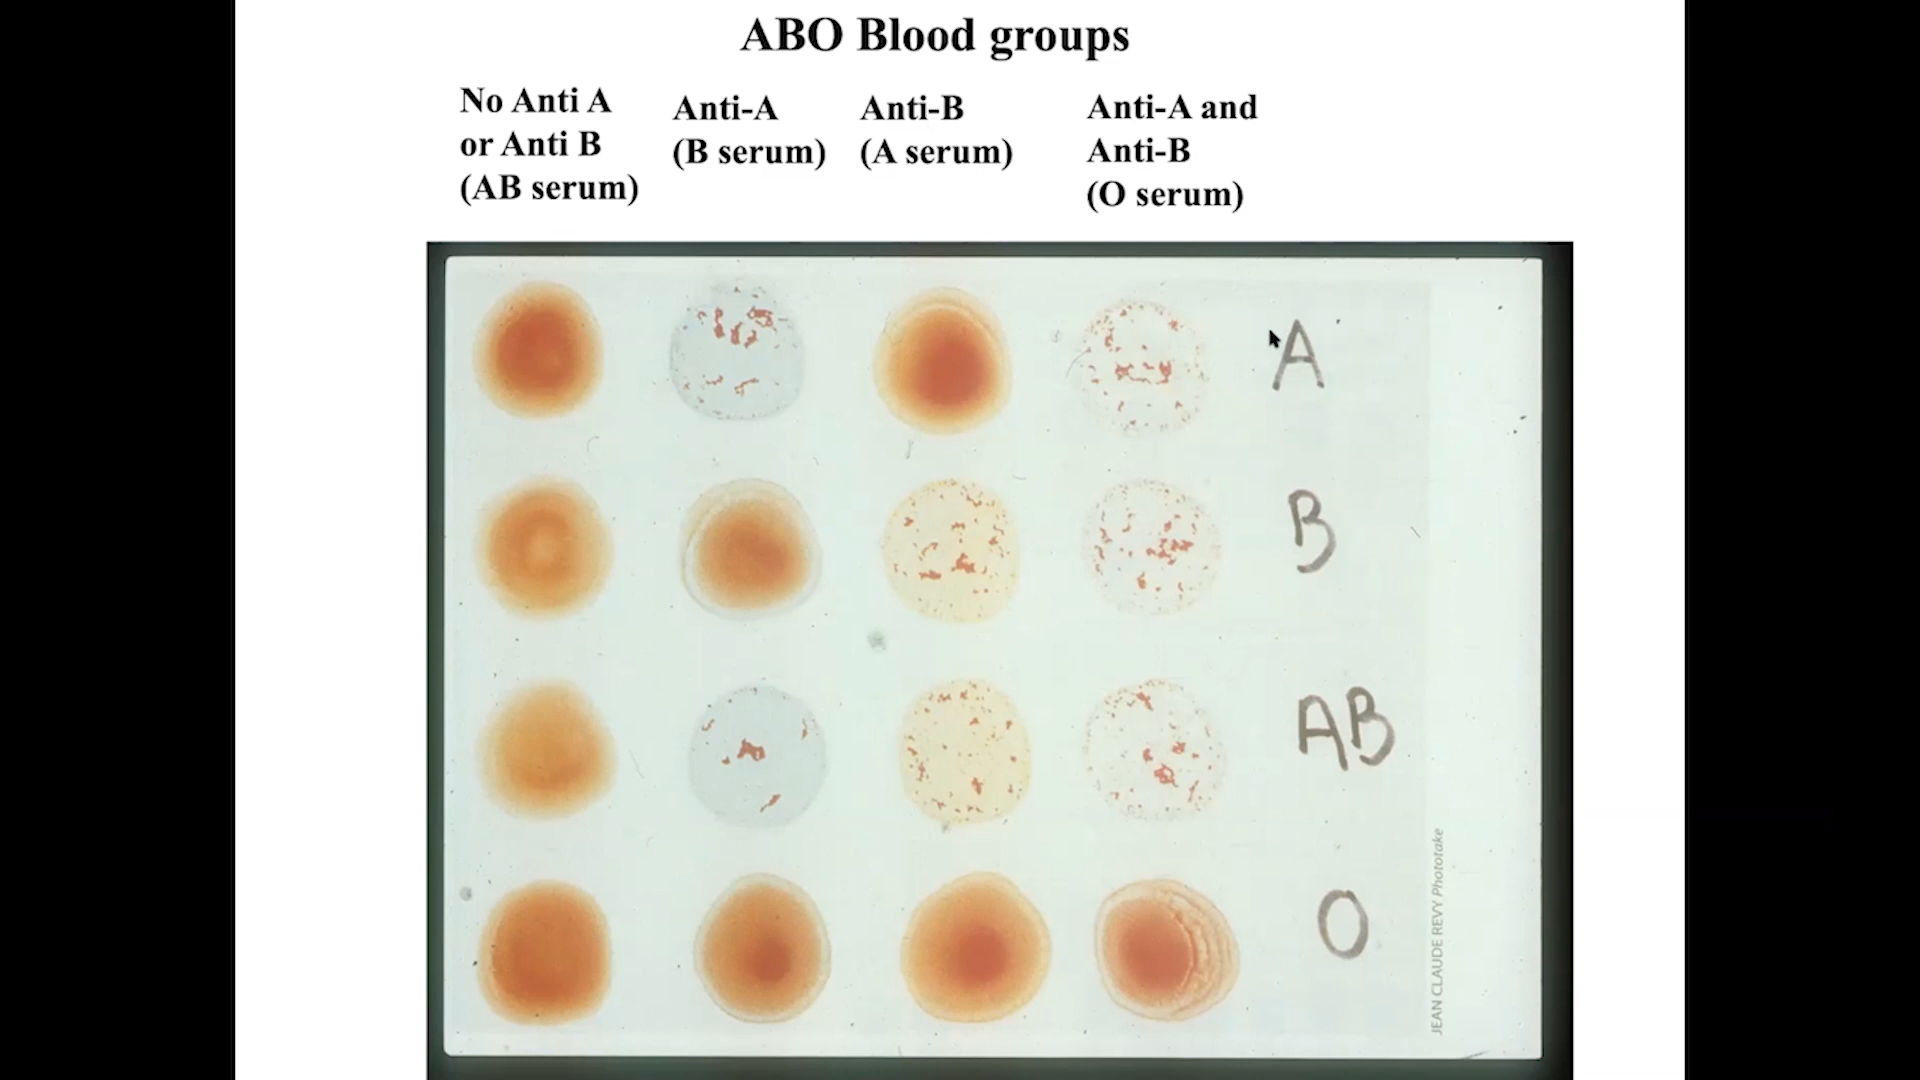 ABO Blood groups
No Anti A
or Anti B
(AB serum)
Anti-A
(B serum)
Anti-B
(A serum)
Anti-A and
Anti-B
(O serum)
A
B
AB
O
JEAN CLAUDE REVY Phototake